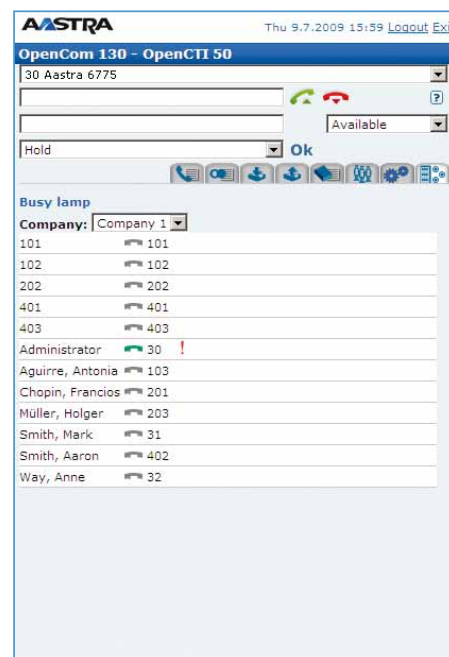 AASTRA
Thu 9.7.2009 15:59 Logout Exi
OpenCom 130 - OpenCTI 50
30 Aastra 6775
?
Available
Hold Ok
Busy lamp
Company: Company 1
101 101
102 102
202 202
401 401
403 403
Administrator 30 !
Aguirre, Antonia 103
Chopin, Francios 201
Müller, Holger 203
Smith, Mark 31
Smith, Aaron 402
Way, Anne 32